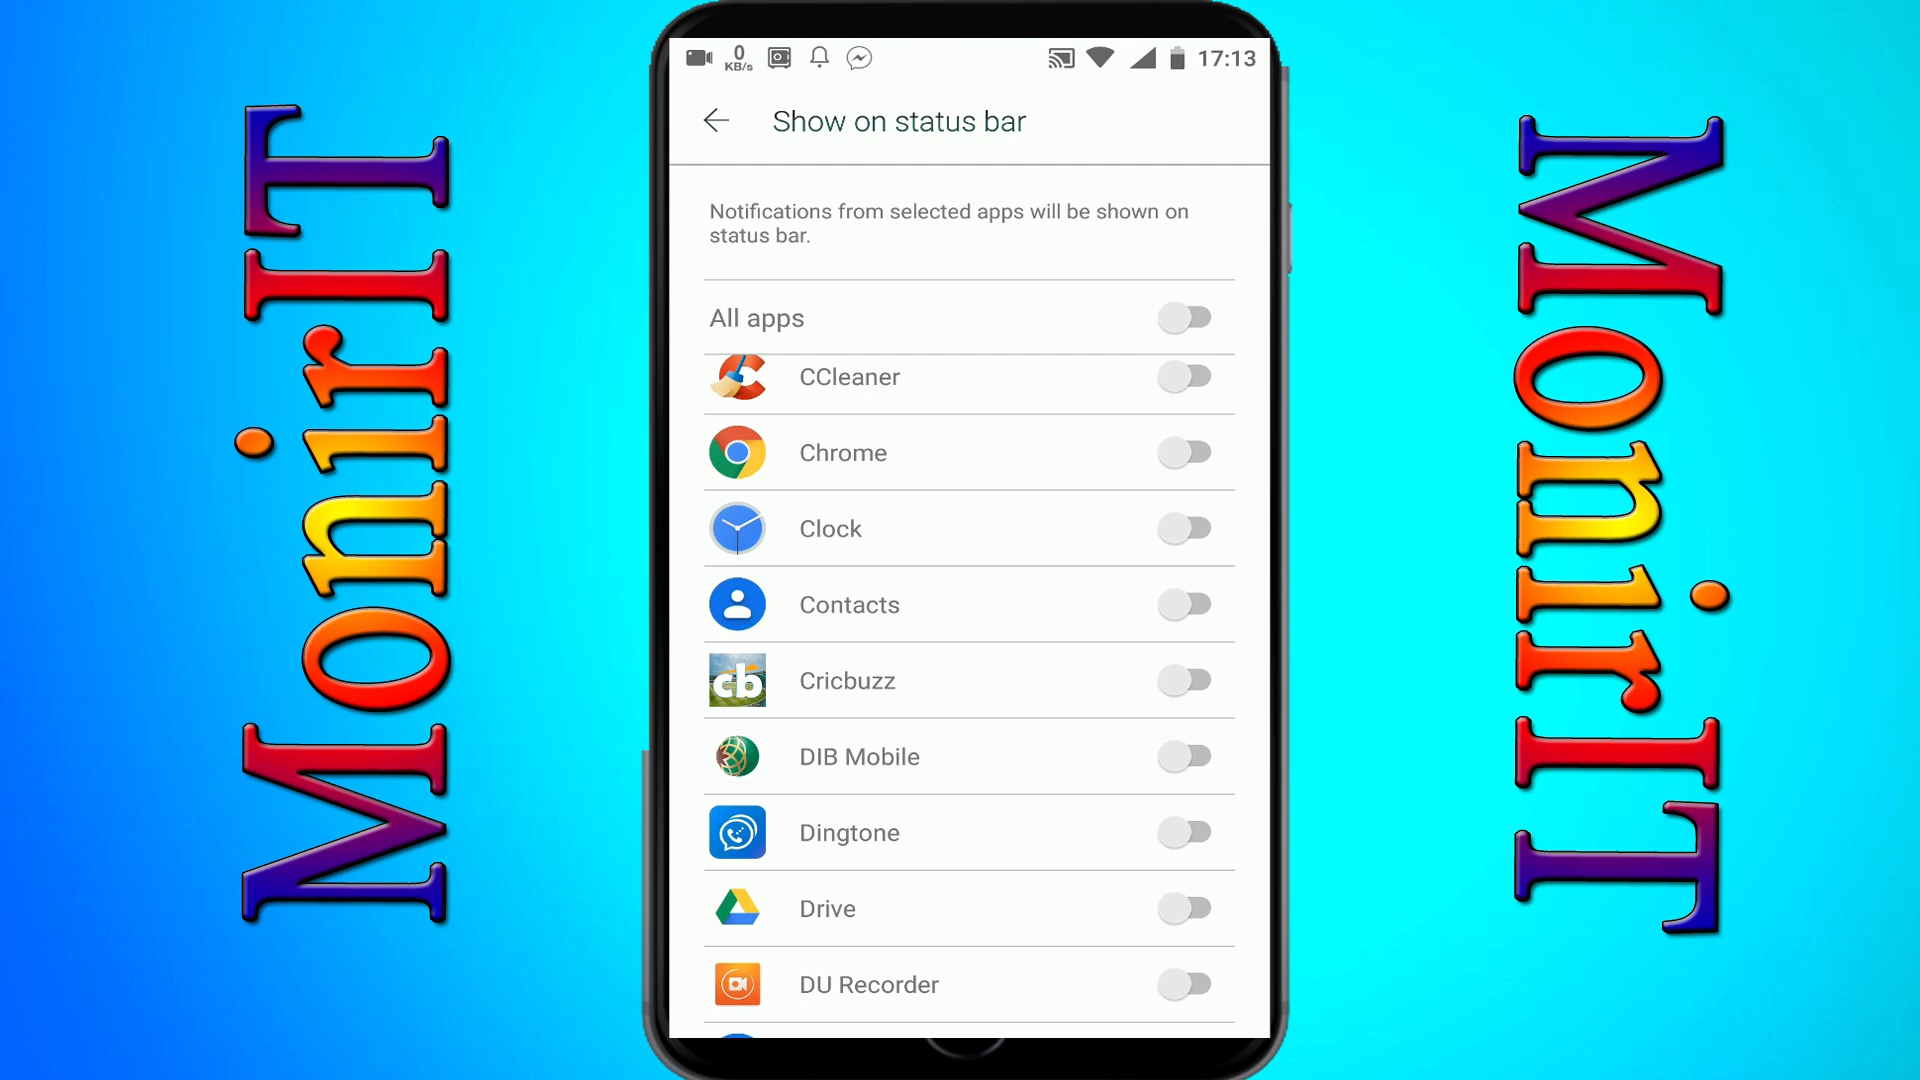 MonirIT
0
KB/s
17:13
Show on status bar
Notifications from selected apps will be shown on
status bar.
All apps
CCleaner
Chrome
Clock
Contacts
cb
Cricbuzz
DIB Mobile
Dingtone
Drive
DU Recorder
MonirIT